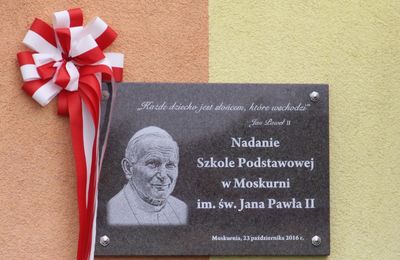 „Każde dziecko jest słońcem, które wschodzi”
Jan Paweł II
Nadanie
Szkole Podstawowej
w Moskurni
im. św. Jana Pawła II
Moskurnia, 23 października 2016 r.